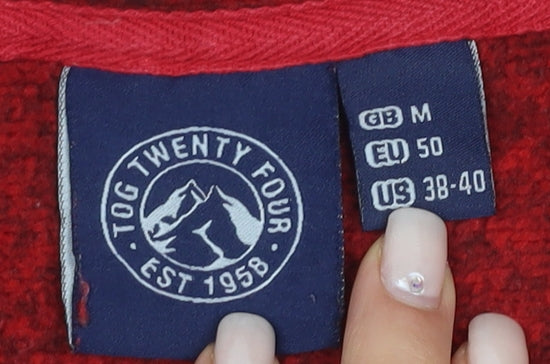 TOG TWENTY FOUR
· EST 1958 ·
GB M
EU 50
US 38-40